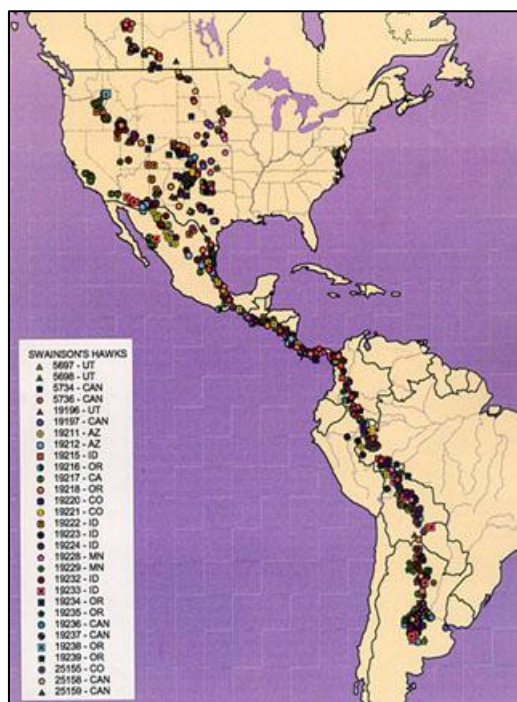 SWAINSON'S HAWKS
5697 - UT
5698 - UT
5734 - CAN
5736 - CAN
19196 - UT
19197 - CAN
19211 - AZ
19212 - AZ
19215 - ID
19216 - OR
19217 - CA
19218 - OR
19220 - CO
19221 - CO
19222 - ID
19223 - ID
19224 - ID
19228 - MN
19229 - MN
19232 - ID
19233 - ID
19234 - OR
19235 - OR
19236 - CAN
19237 - CAN
19238 - OR
19239 - OR
25155 - CO
25158 - CAN
25159 - CAN